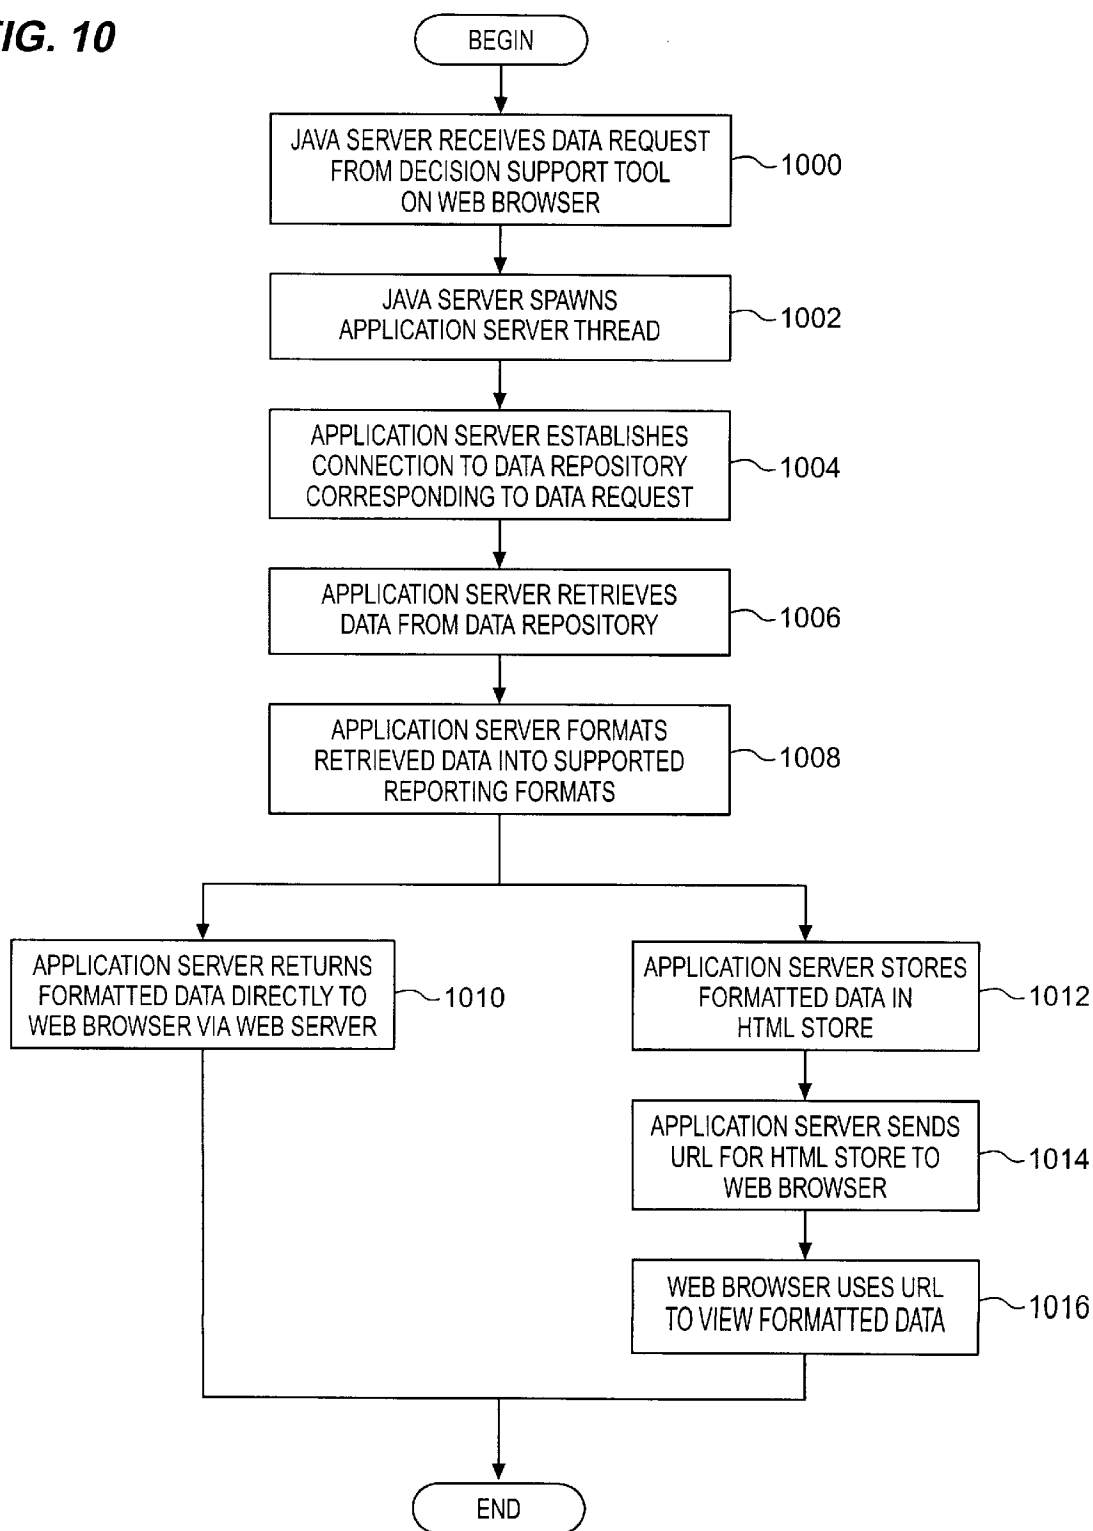 FIG. 10
BEGIN
JAVA SERVER RECEIVES DATA REQUEST
FROM DECISION SUPPORT TOOL
ON WEB BROWSER
1000
JAVA SERVER SPAWNS
APPLICATION SERVER THREAD
1002
APPLICATION SERVER ESTABLISHES
CONNECTION TO DATA REPOSITORY
CORRESPONDING TO DATA REQUEST
1004
APPLICATION SERVER RETRIEVES
DATA FROM DATA REPOSITORY
1006
APPLICATION SERVER FORMATS
RETRIEVED DATA INTO SUPPORTED
REPORTING FORMATS
1008
APPLICATION SERVER RETURNS
FORMATTED DATA DIRECTLY TO
WEB BROWSER VIA WEB SERVER
1010
APPLICATION SERVER STORES
FORMATTED DATA IN
HTML STORE
1012
APPLICATION SERVER SENDS
URL FOR HTML STORE TO
WEB BROWSER
1014
WEB BROWSER USES URL
TO VIEW FORMATTED DATA
1016
END